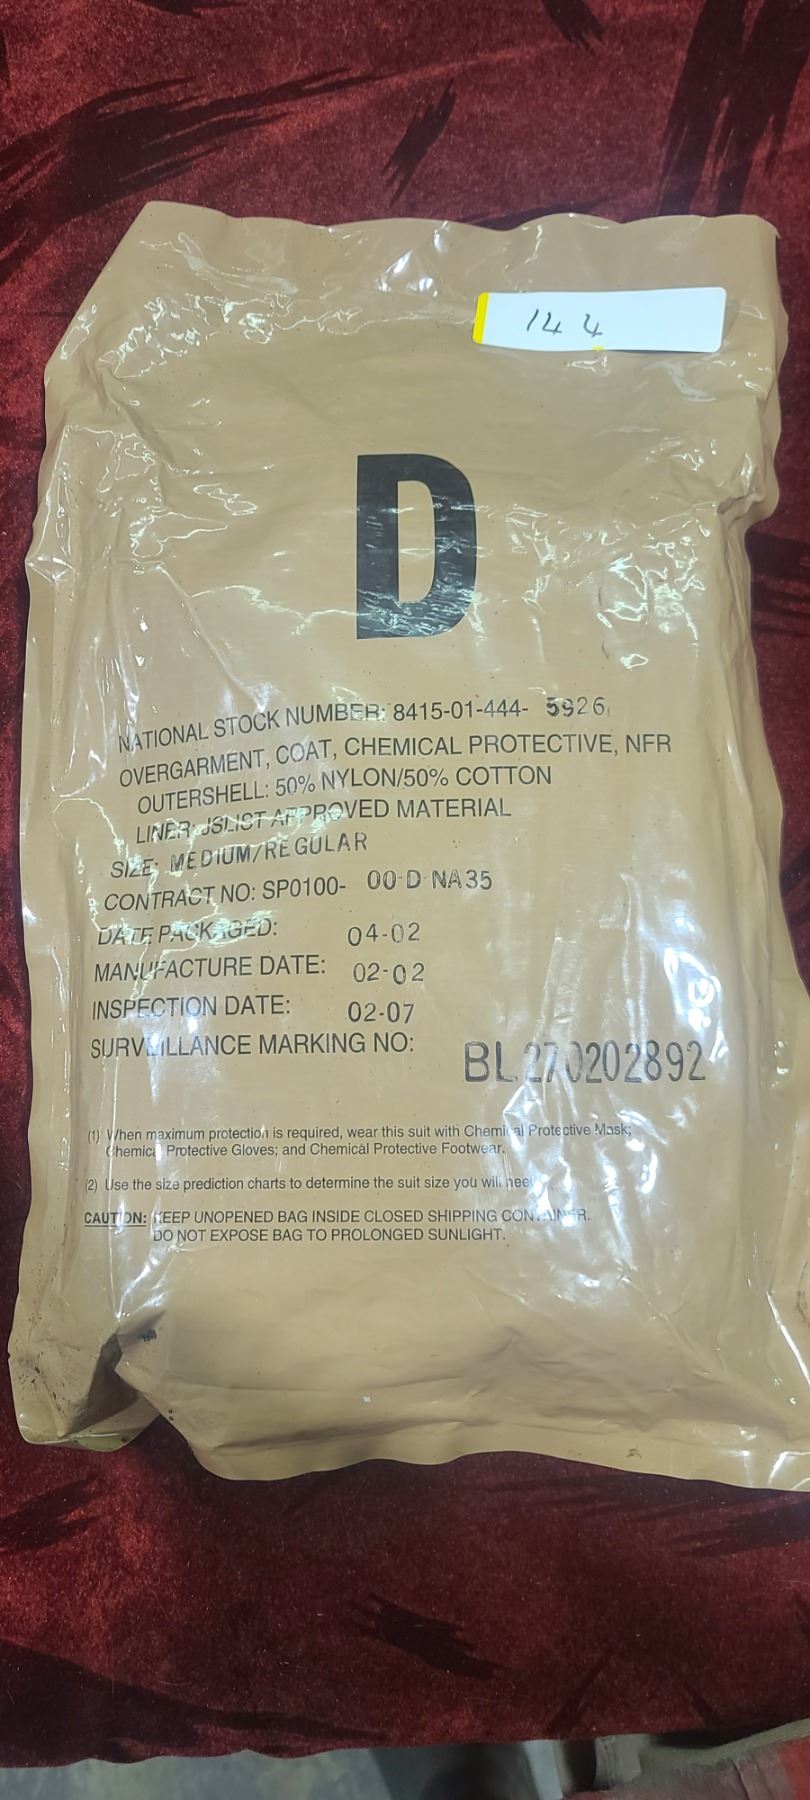 144
D
NATIONAL STOCK NUMBER: 8415-01-444- 5926
OVERGARMENT, COAT, CHEMICAL PROTECTIVE, NFR
OUTERSHELL: 50% NYLON/50% COTTON
LINER: JSLIST APPROVED MATERIAL
SIZE: MEDIUM/REGULAR
CONTRACT NO: SP0100- 00-D-NA35
DATE PACKAGED: 04-02
MANUFACTURE DATE: 02-02
INSPECTION DATE: 02-07
SURVEILLANCE MARKING NO: BL270202892
(1) When maximum protection is required, wear this suit with Chemical Protective Mask;
Chemical Protective Gloves; and Chemical Protective Footwear.
(2) Use the size prediction charts to determine the suit size you will need
CAUTION: KEEP UNOPENED BAG INSIDE CLOSED SHIPPING CONTAINER.
DO NOT EXPOSE BAG TO PROLONGED SUNLIGHT.